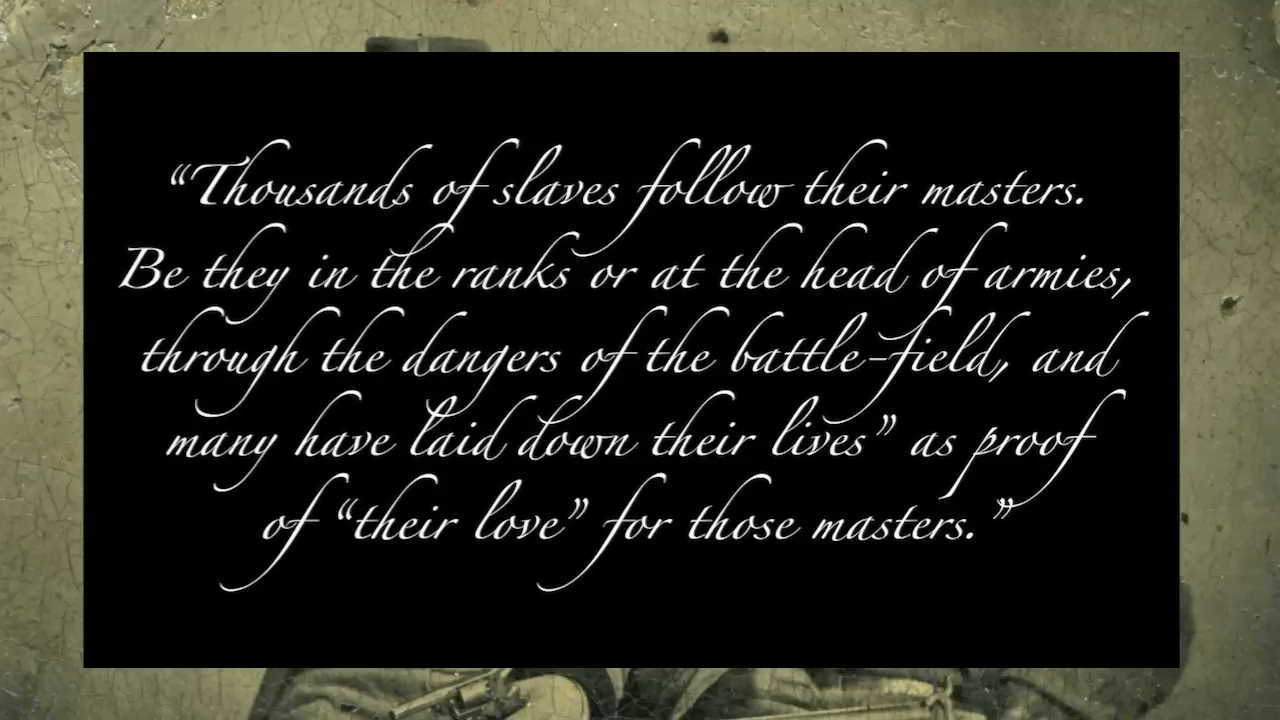 “Thousands of slaves follow their masters.
Be they in the ranks or at the head of armies,
through the dangers of the battle-field, and
many have laid down their lives” as proof
of “their love” for those masters.”